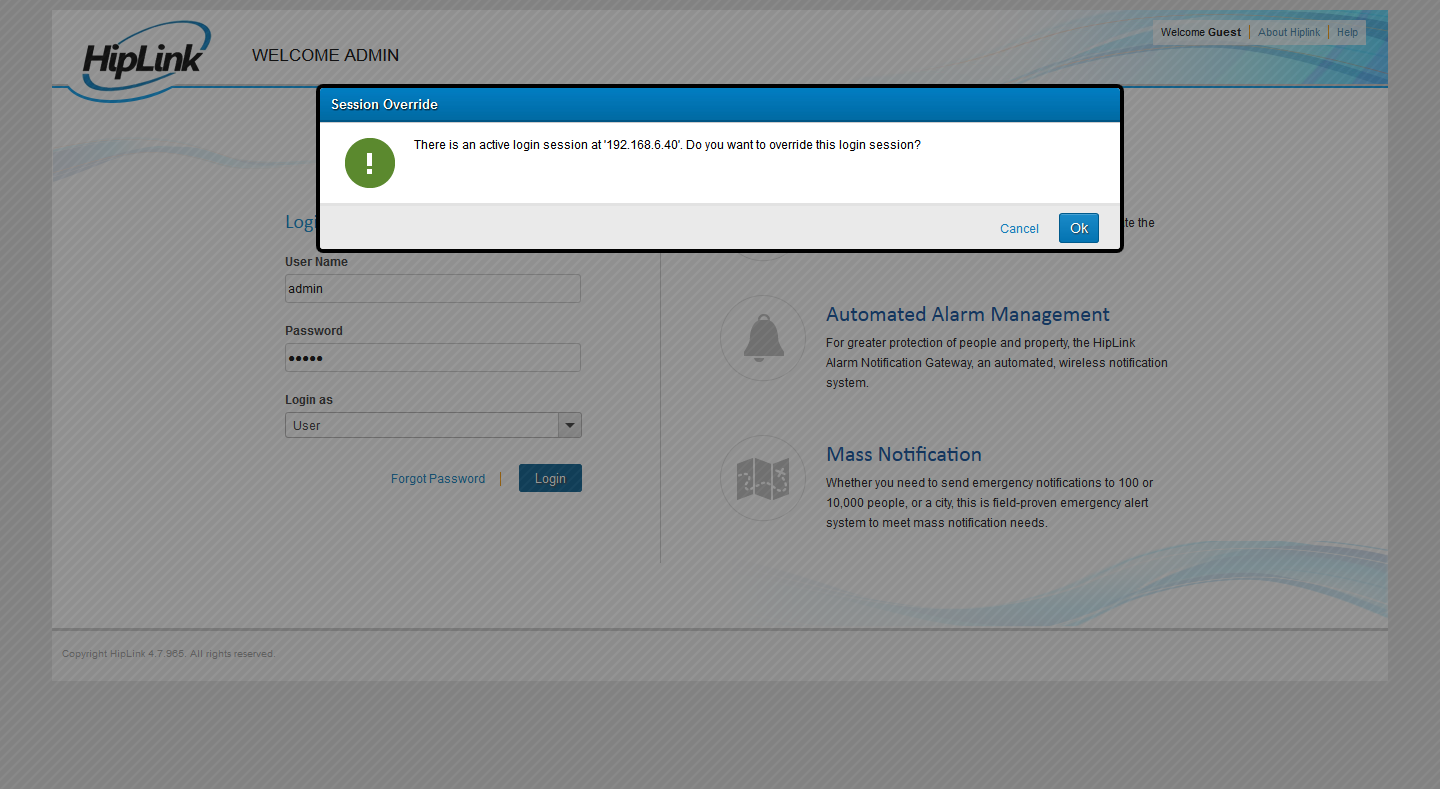 HipLink
WELCOME ADMIN
Welcome Guest
About Hiplink
Help
Session Override
There is an active login session at '192.168.6.40'. Do you want to override this login session?
Cancel
Ok
Logi
te the
User Name
admin
Password
Login as
User
Forgot Password
Login
Automated Alarm Management
For greater protection of people and property, the HipLink
Alarm Notification Gateway, an automated, wireless notification
system.
Mass Notification
Whether you need to send emergency notifications to 100 or
10,000 people, or a city, this is field-proven emergency alert
system to meet mass notification needs.
Copyright HipLink 4.7.965. All rights reserved.